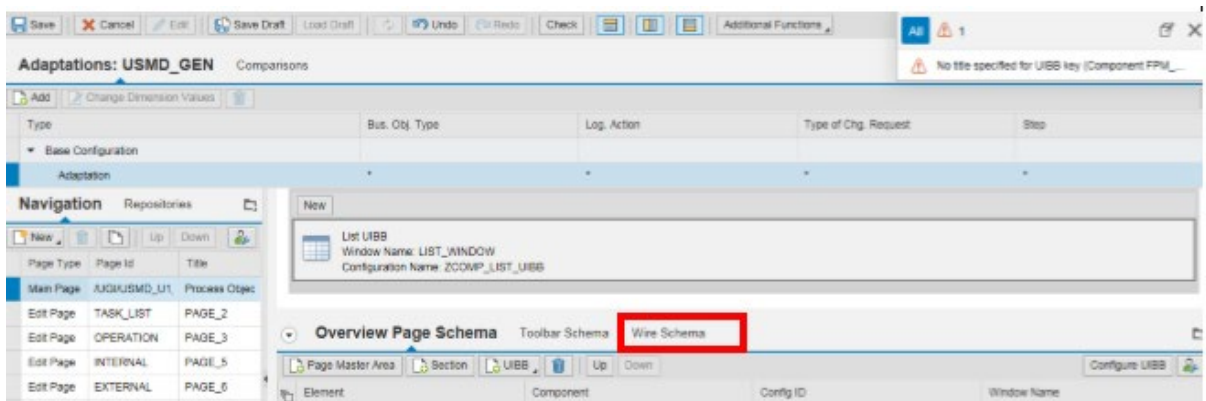 Save Cancel Edit Save Draft Load Draft Undo Redo Check Additional Functions
All 1
No title specified for UIBB key (Component FPM_...
Adaptations: USMD_GEN Comparisons
Add Change Dimension Values
Type Bus. Obj. Type Log. Action Type of Chg. Request Step
Base Configuration
Adaptation * * * *
Navigation Repositories
New Up Down
Page Type Page Id Title
Main Page /UGI/USMD_U1_ Process Objec
Edit Page TASK_LIST PAGE_2
Edit Page OPERATION PAGE_3
Edit Page INTERNAL PAGE_5
Edit Page EXTERNAL PAGE_6
New
List UIBB
Window Name: LIST_WINDOW
Configuration Name: ZCOMP_LIST_UIBB
Overview Page Schema Toolbar Schema Wire Schema
Page Master Area Section UIBB Up Down Configure UIBB
Element Component Config ID Window Name